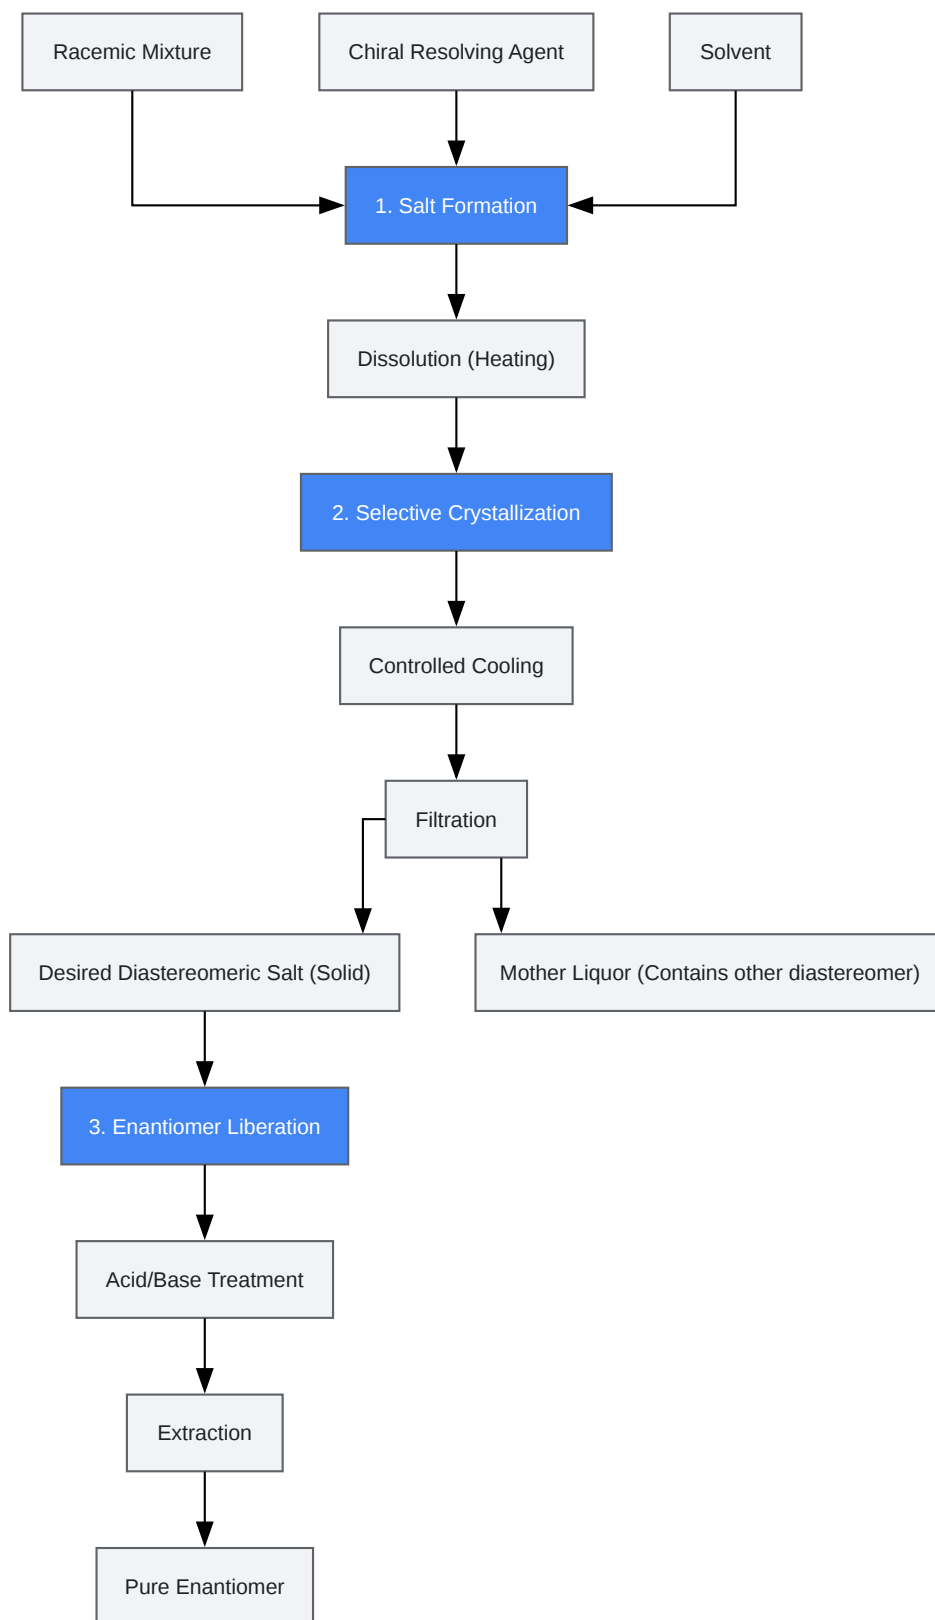 Racemic Mixture
Chiral Resolving Agent
Solvent
1. Salt Formation
Dissolution (Heating)
2. Selective Crystallization
Controlled Cooling
Filtration
Desired Diastereomeric Salt (Solid)
Mother Liquor (Contains other diastereomer)
3. Enantiomer Liberation
Acid/Base Treatment
Extraction
Pure Enantiomer